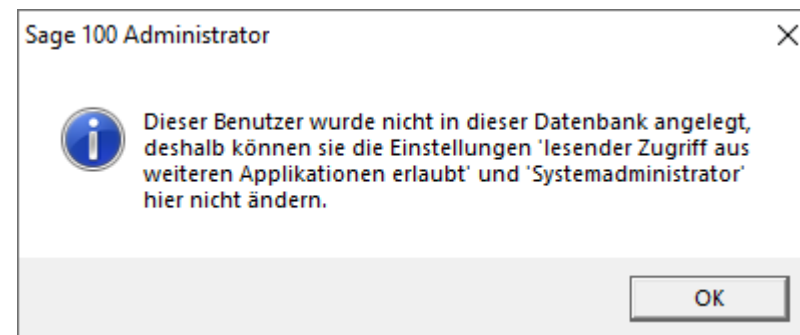 Sage 100 Administrator
Dieser Benutzer wurde nicht in dieser Datenbank angelegt,
deshalb können sie die Einstellungen 'lesender Zugriff aus
weiteren Applikationen erlaubt' und 'Systemadministrator'
hier nicht ändern.
OK